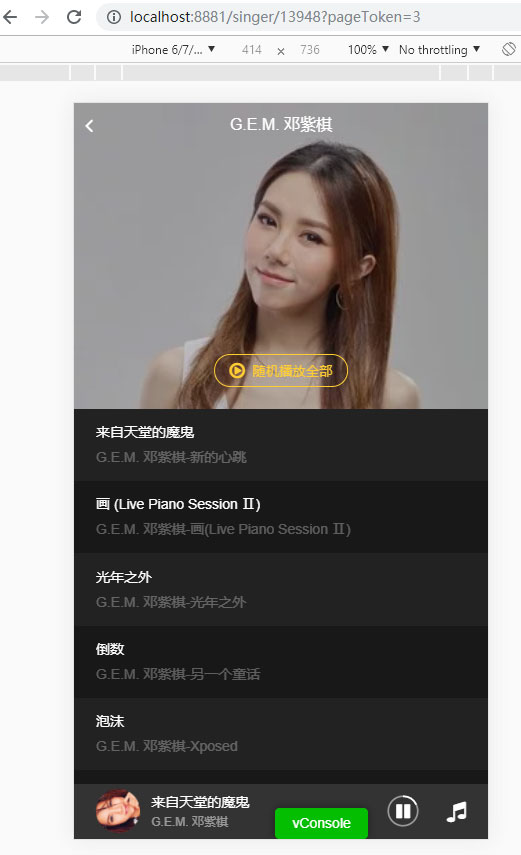 localhost:8881/singer/13948?pageToken=3
iPhone 6/7/... ▼ 414 × 736 100% ▼ No throttling ▼
G.E.M. 邓紫棋
随机播放全部
来自天堂的魔鬼
G.E.M. 邓紫棋-新的心跳
画 (Live Piano Session Ⅱ)
G.E.M. 邓紫棋-画(Live Piano Session Ⅱ)
光年之外
G.E.M. 邓紫棋-光年之外
倒数
G.E.M. 邓紫棋-另一个童话
泡沫
G.E.M. 邓紫棋-Xposed
来自天堂的魔鬼
G.E.M. 邓紫棋
vConsole